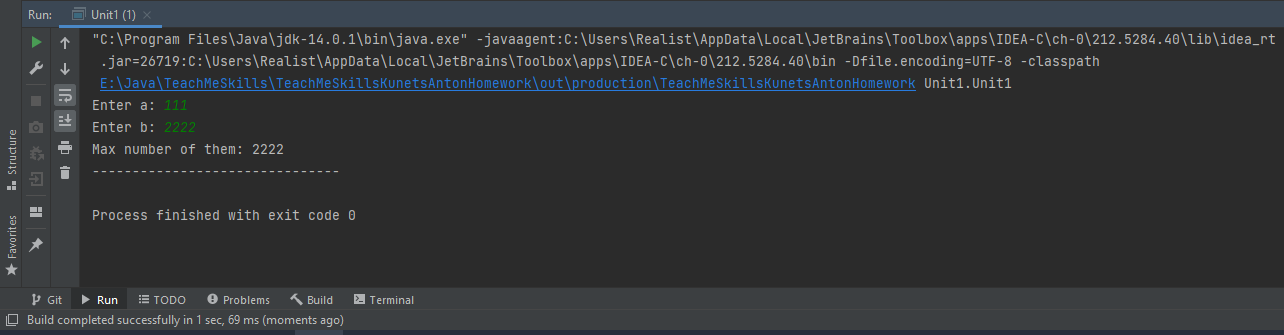 Run: Unit1 (1)
"C:\Program Files\Java\jdk-14.0.1\bin\java.exe" -javaagent:C:\Users\Realist\AppData\Local\JetBrains\Toolbox\apps\IDEA-C\ch-0\212.5284.40\lib\idea_rt
.jar=26719:C:\Users\Realist\AppData\Local\JetBrains\Toolbox\apps\IDEA-C\ch-0\212.5284.40\bin -Dfile.encoding=UTF-8 -classpath
E:\Java\TeachMeSkills\TeachMeSkillsKunetsAntonHomework\out\production\TeachMeSkillsKunetsAntonHomework Unit1.Unit1
Enter a: 111
Enter b: 2222
Max number of them: 2222
-------------------------------
Process finished with exit code 0
Structure
Favorites
Git Run TODO Problems Build Terminal
Build completed successfully in 1 sec, 69 ms (moments ago)